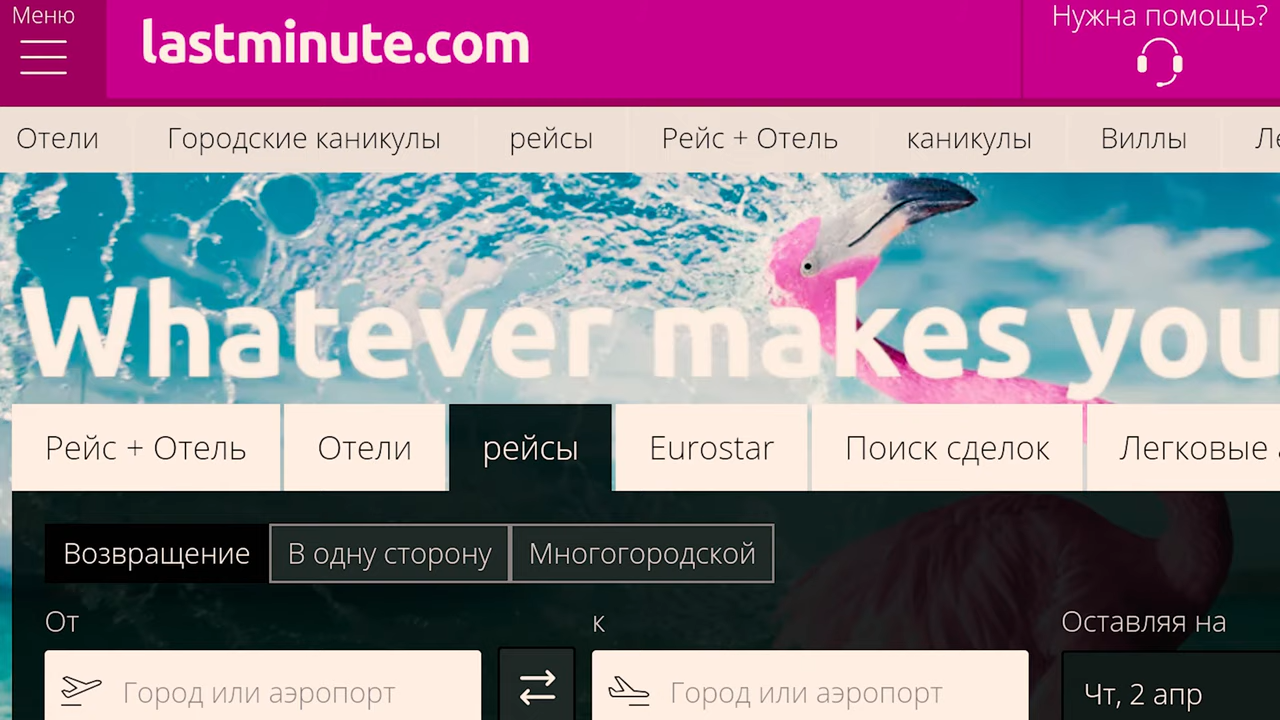 Меню
lastminute.com
Нужна помощь?
Отели Городские каникулы рейсы Рейс + Отель каникулы Виллы
Whatever makes you
Рейс + Отель Отели рейсы Eurostar Поиск сделок Легковые
Возвращение В одну сторону Многогородской
От к Оставляя на
Город или аэропорт Город или аэропорт Чт, 2 апр